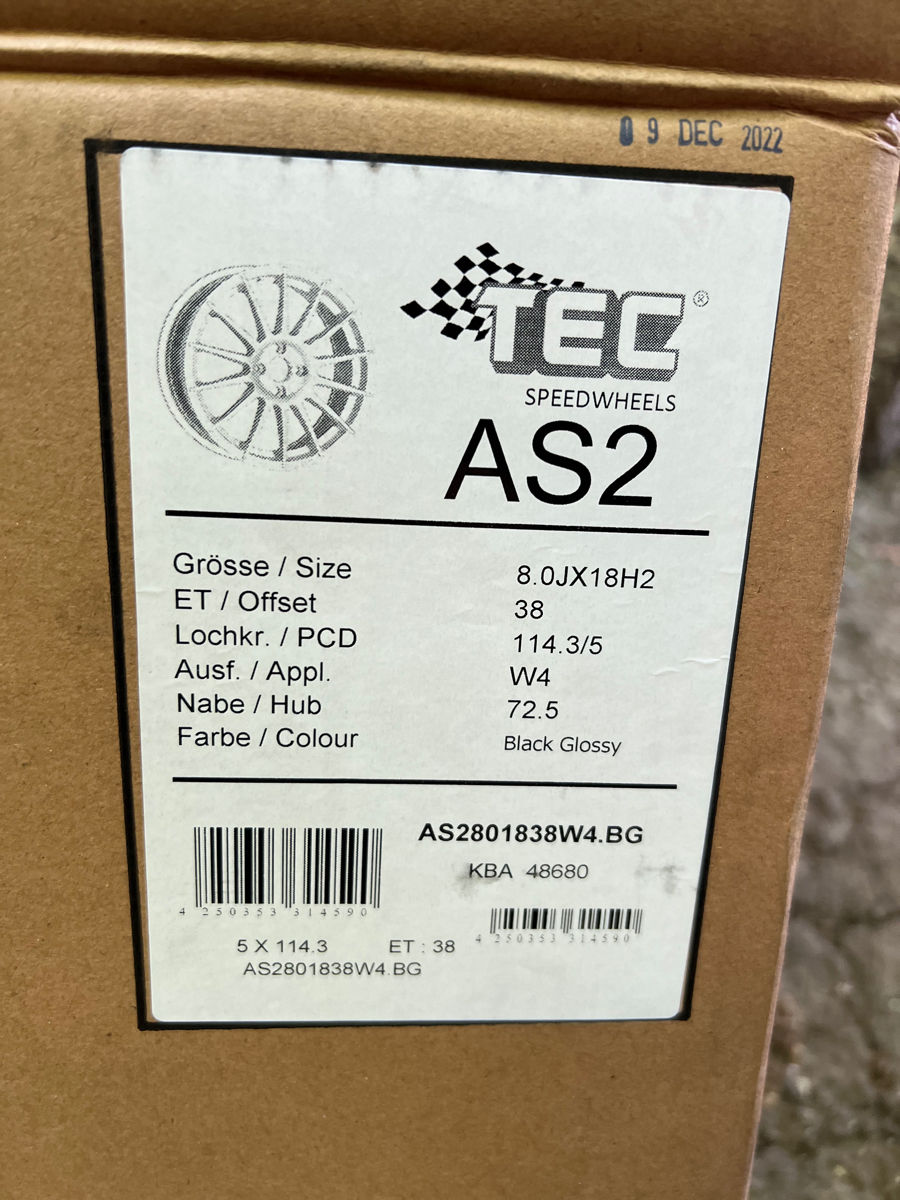 09 DEC 2022
TEC®
SPEEDWHEELS
AS2
Grösse / Size 8.0JX18H2
ET / Offset 38
Lochkr. / PCD 114.3/5
Ausf. / Appl. W4
Nabe / Hub 72.5
Farbe / Colour Black Glossy
AS2801838W4.BG
KBA 48680
4 250353 314590
4 250353 314590
5 X 114.3 ET : 38
AS2801838W4.BG